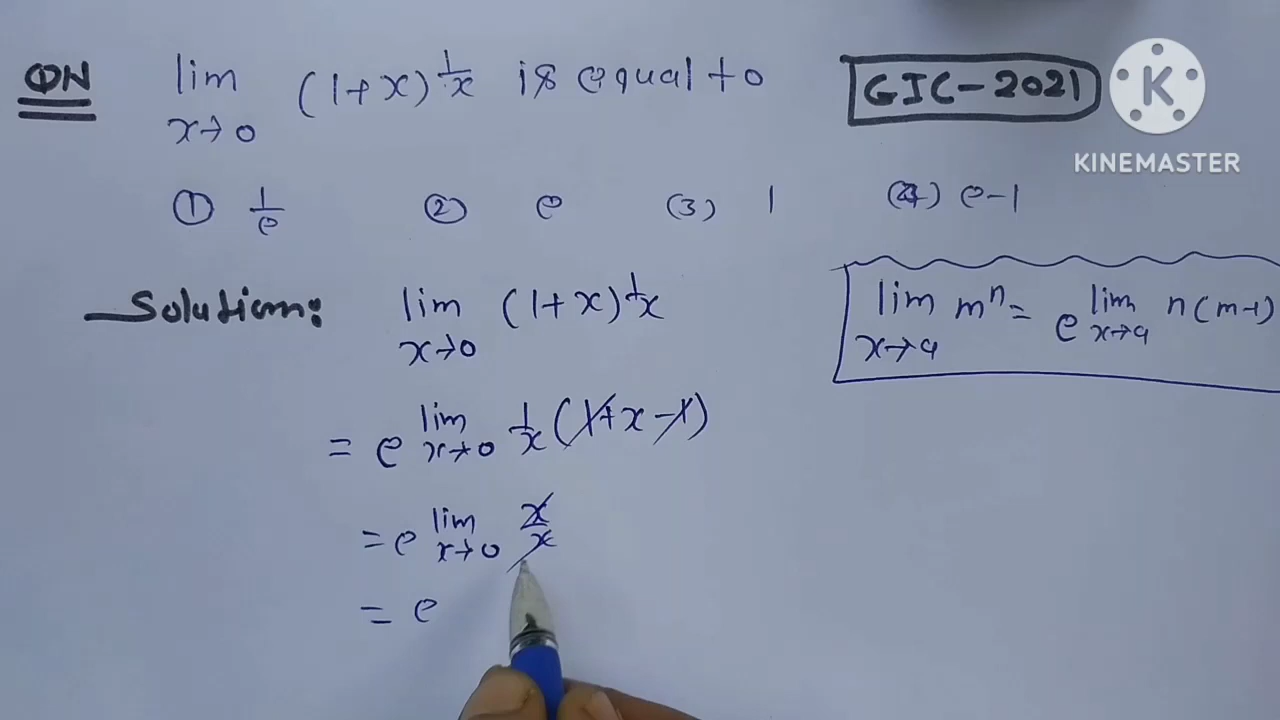 QN lim x→0 (1+x)^(1/x) is equal to GIC-2021
K
KINEMASTER
① 1/e ② e (3) 1 (4) e-1
Solution: lim x→0 (1+x)^(1/x)
lim x→a m^n = e^(lim x→a n(m-1))
= e lim x→0 1/x (1+x-1)
= e lim x→0 x/x
= e